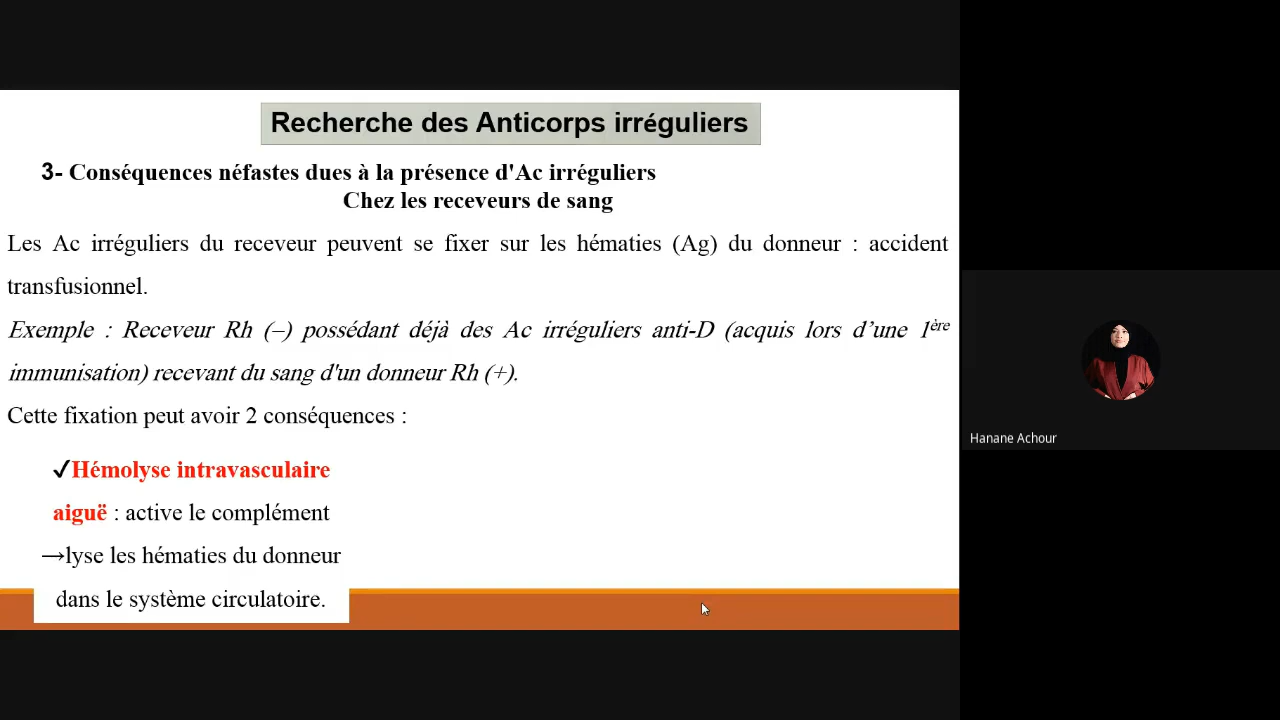 Recherche des Anticorps irréguliers
3- Conséquences néfastes dues à la présence d'Ac irréguliers
Chez les receveurs de sang
Les Ac irréguliers du receveur peuvent se fixer sur les hématies (Ag) du donneur : accident
transfusionnel.
Exemple : Receveur Rh (–) possédant déjà des Ac irréguliers anti-D (acquis lors d’une 1ère
immunisation) recevant du sang d'un donneur Rh (+).
Cette fixation peut avoir 2 conséquences :
✓Hémolyse intravasculaire
aiguë : active le complément
→lyse les hématies du donneur
dans le système circulatoire.
Hanane Achour